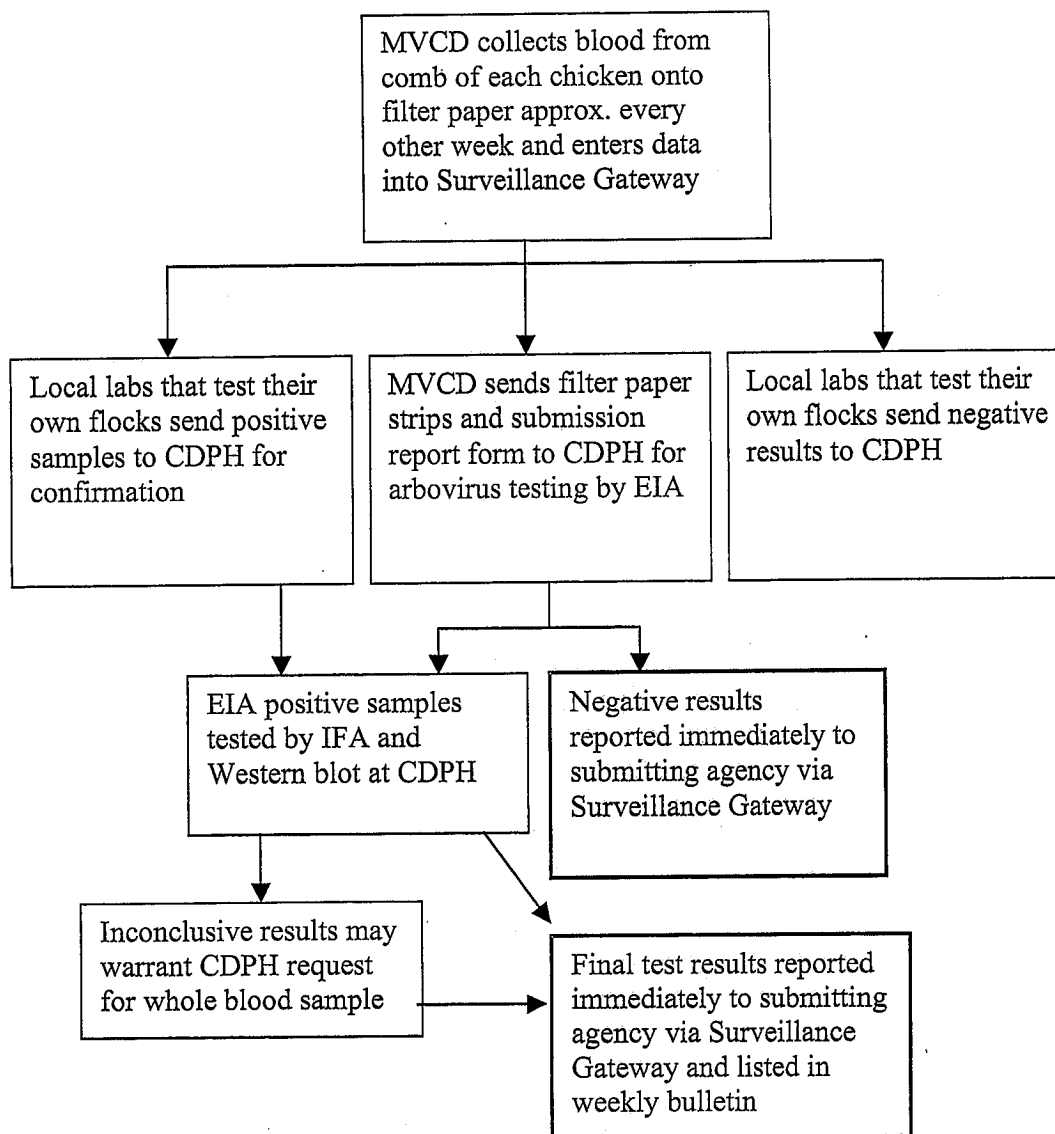 MVCD collects blood from
comb of each chicken onto
filter paper approx. every
other week and enters data
into Surveillance Gateway
Local labs that test their
own flocks send positive
samples to CDPH for
confirmation
MVCD sends filter paper
strips and submission
report form to CDPH for
arbovirus testing by EIA
Local labs that test their
own flocks send negative
results to CDPH
EIA positive samples
tested by IFA and
Western blot at CDPH
Negative results
reported immediately to
submitting agency via
Surveillance Gateway
Inconclusive results may
warrant CDPH request
for whole blood sample
Final test results reported
immediately to submitting
agency via Surveillance
Gateway and listed in
weekly bulletin